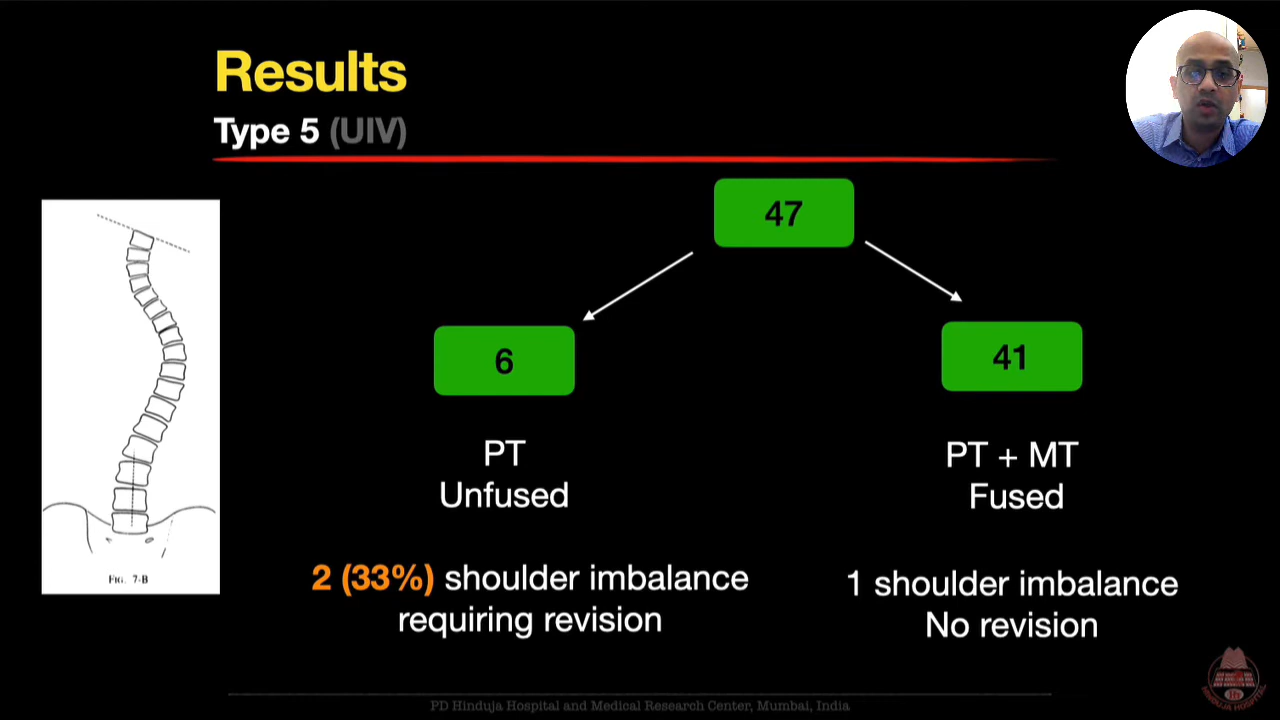 Results
Type 5 (UIV)
47
6
41
PT
Unfused
PT + MT
Fused
2 (33%) shoulder imbalance
requiring revision
1 shoulder imbalance
No revision
FIG. 7-B
PD Hinduja Hospital and Medical Research Center, Mumbai, India